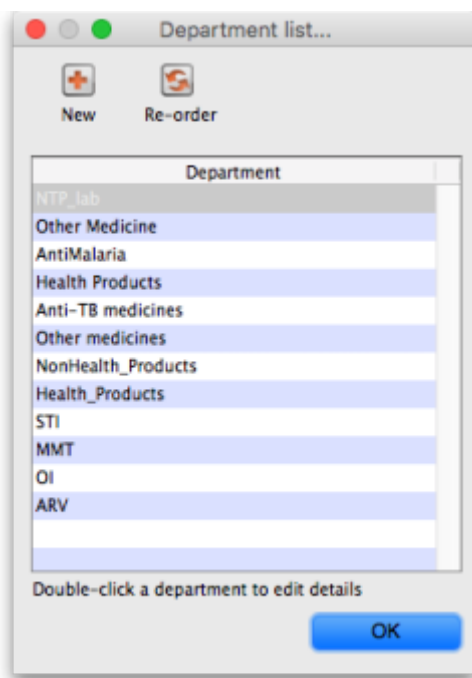 Department list...
New Re-order
Department
NTP_lab
Other Medicine
AntiMalaria
Health Products
Anti-TB medicines
Other medicines
NonHealth_Products
Health_Products
STI
MMT
OI
ARV
Double-click a department to edit details
OK